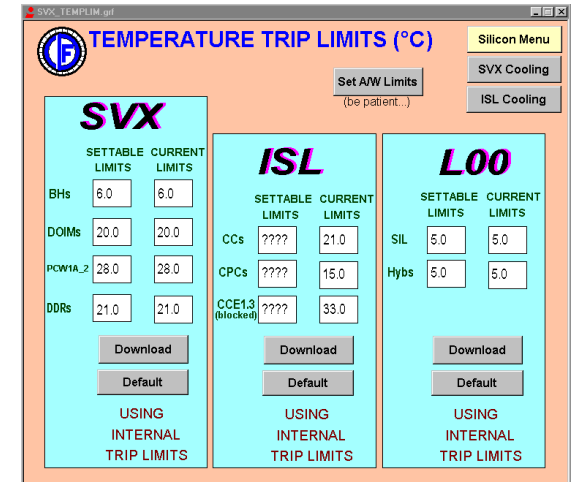 SVX_TEMPLIM.grf
TEMPERATURE TRIP LIMITS (°C)
Silicon Menu
SVX Cooling
ISL Cooling
Set A/W Limits
(be patient...)
SVX
SETTABLE CURRENT
LIMITS LIMITS
BHs 6.0 6.0
DOIMs 20.0 20.0
PCW1A_2 28.0 28.0
DDRs 21.0 21.0
Download
Default
USING
INTERNAL
TRIP LIMITS
ISL
SETTABLE CURRENT
LIMITS LIMITS
CCs ???? 21.0
CPCs ???? 15.0
CCE1.3 ???? 33.0
(blocked)
Download
Default
USING
INTERNAL
TRIP LIMITS
L00
SETTABLE CURRENT
LIMITS LIMITS
SIL 5.0 5.0
Hybs 5.0 5.0
Download
Default
USING
INTERNAL
TRIP LIMITS